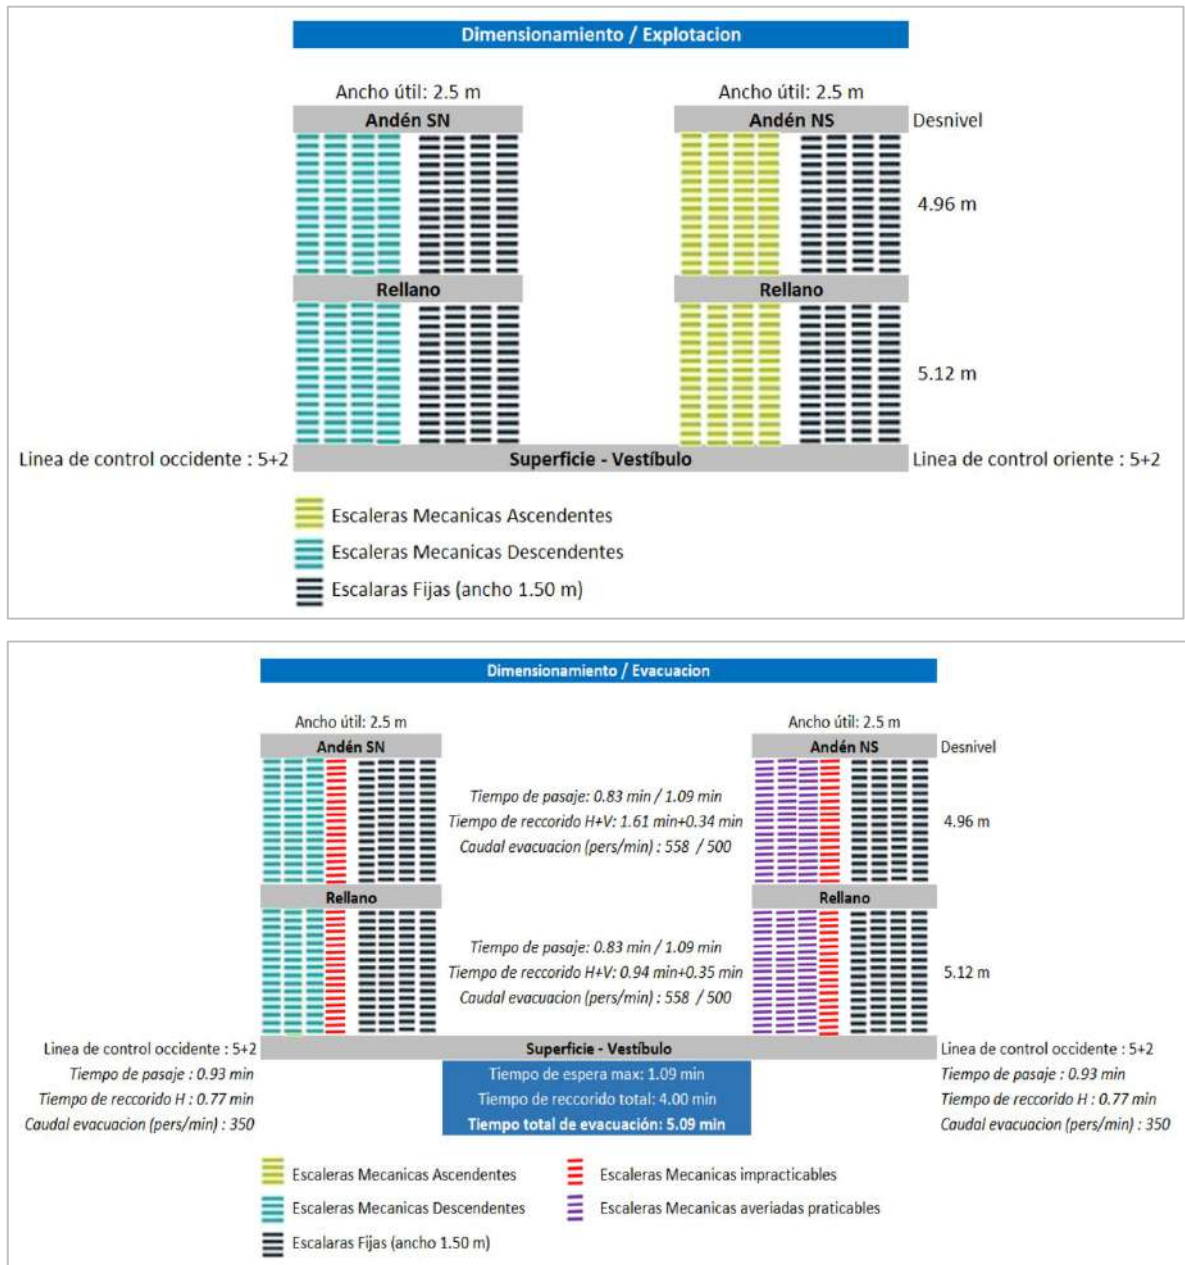 Dimensionamiento / Explotacion
Ancho útil: 2.5 m
Ancho útil: 2.5 m
Andén SN
Andén NS
Desnivel
4.96 m
Rellano
Rellano
5.12 m
Linea de control occidente : 5+2
Superficie - Vestíbulo
Linea de control oriente : 5+2
Escaleras Mecanicas Ascendentes
Escaleras Mecanicas Descendentes
Escalaras Fijas (ancho 1.50 m)
Dimensionamiento / Evacuacion
Ancho útil: 2.5 m
Ancho útil: 2.5 m
Andén SN
Andén NS
Desnivel
Tiempo de pasaje: 0.83 min / 1.09 min
Tiempo de reccorido H+V: 1.61 min+0.34 min
Caudal evacuacion (pers/min) : 558 / 500
4.96 m
Rellano
Rellano
Tiempo de pasaje: 0.83 min / 1.09 min
Tiempo de reccorido H+V: 0.94 min+0.35 min
Caudal evacuacion (pers/min) : 558 / 500
5.12 m
Linea de control occidente : 5+2
Superficie - Vestíbulo
Linea de control occidente : 5+2
Tiempo de pasaje : 0.93 min
Tiempo de espera max: 1.09 min
Tiempo de pasaje : 0.93 min
Tiempo de reccorido H : 0.77 min
Tiempo de reccorido total: 4.00 min
Tiempo de reccorido H : 0.77 min
Caudal evacuacion (pers/min) : 350
Tiempo total de evacuación: 5.09 min
Caudal evacuacion (pers/min) : 350
Escaleras Mecanicas Ascendentes
Escaleras Mecanicas impracticables
Escaleras Mecanicas Descendentes
Escaleras Mecanicas averiadas praticables
Escalaras Fijas (ancho 1.50 m)